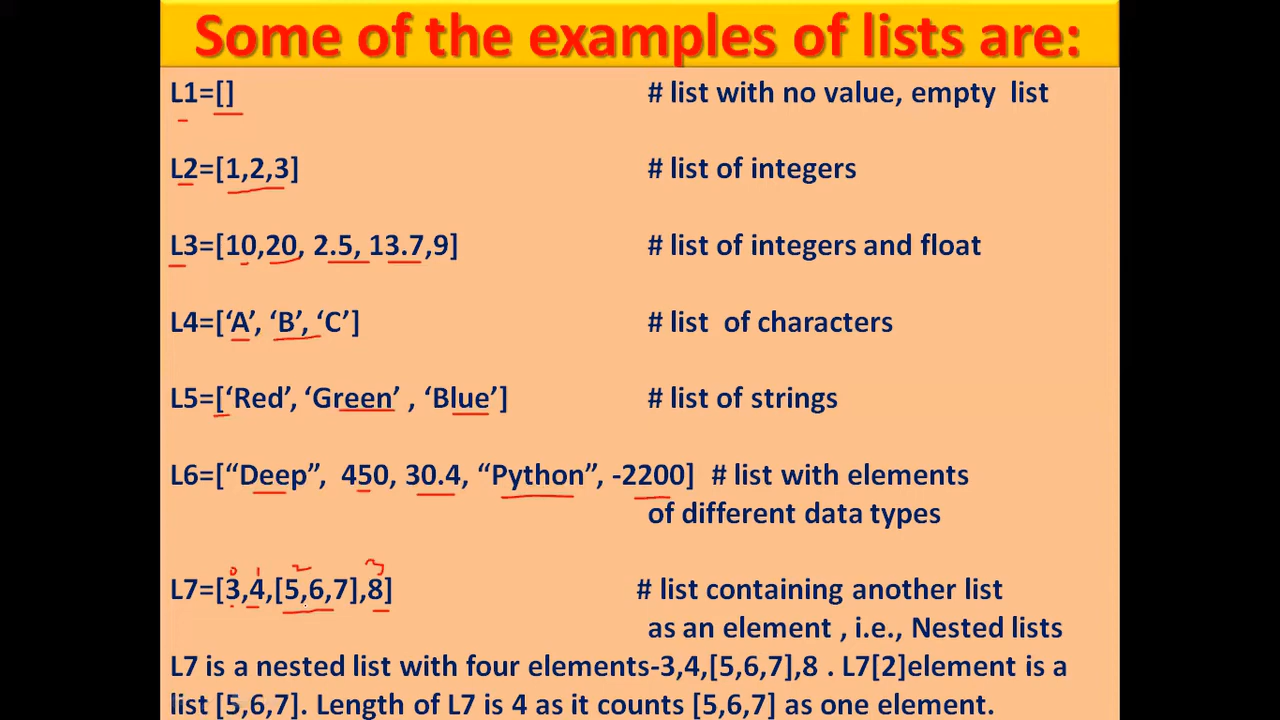 Some of the examples of lists are:
L1=[] # list with no value, empty list
L2=[1,2,3] # list of integers
L3=[10,20, 2.5, 13.7,9] # list of integers and float
L4=[‘A’, ‘B’, ‘C’] # list of characters
L5=[‘Red’, ‘Green’ , ‘Blue’] # list of strings
L6=[“Deep”, 450, 30.4, “Python”, -2200] # list with elements
of different data types
0 1 2 3
L7=[3,4,[5,6,7],8] # list containing another list
as an element , i.e., Nested lists
L7 is a nested list with four elements-3,4,[5,6,7],8 . L7[2]element is a
list [5,6,7]. Length of L7 is 4 as it counts [5,6,7] as one element.